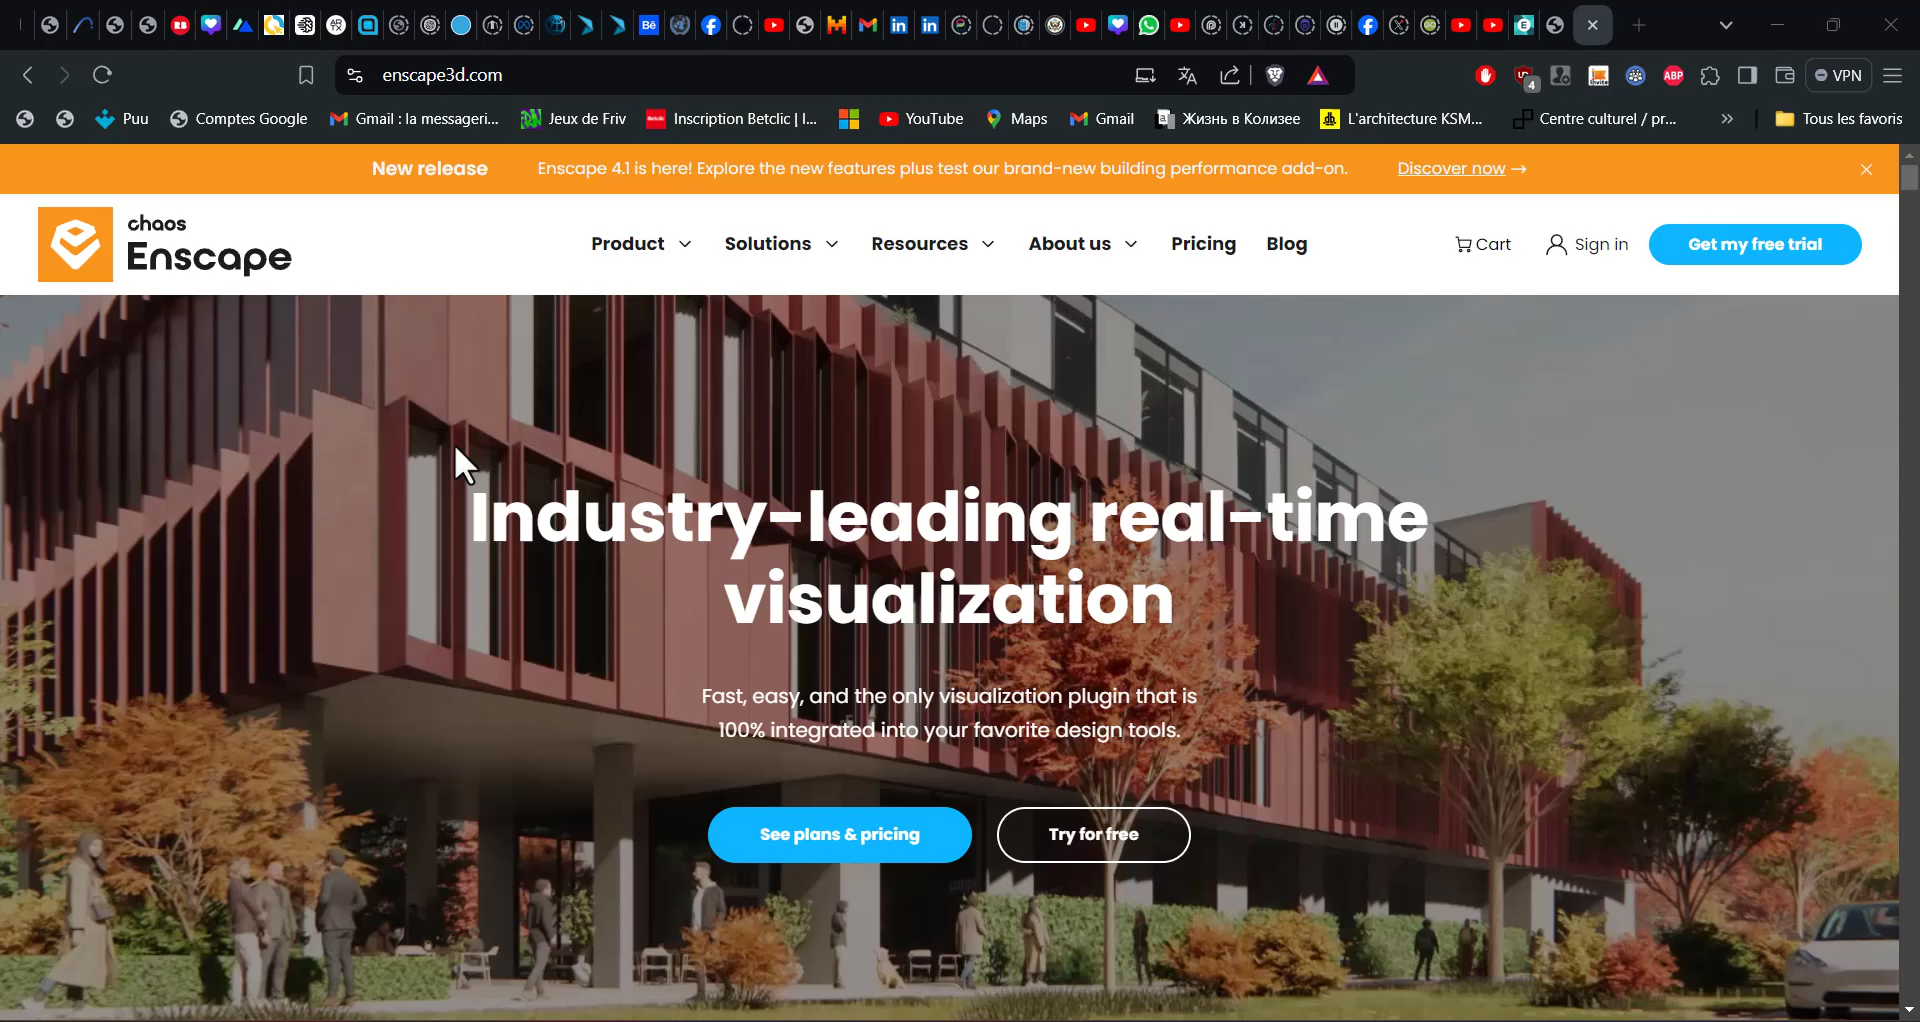 enscape3d.com
4
ABP
VPN
Puu
Comptes Google
Gmail : la messageri...
Jeux de Friv
Inscription Betclic | I...
YouTube
Maps
Gmail
Жизнь в Колизее
L'architecture KSM...
Centre culturel / pr...
Tous les favoris
New release
Enscape 4.1 is here! Explore the new features plus test our brand-new building performance add-on.
Discover now →
chaos
Enscape
Product
Solutions
Resources
About us
Pricing
Blog
Cart
Sign in
Get my free trial
Industry-leading real-time
visualization
Fast, easy, and the only visualization plugin that is
100% integrated into your favorite design tools.
See plans & pricing
Try for free